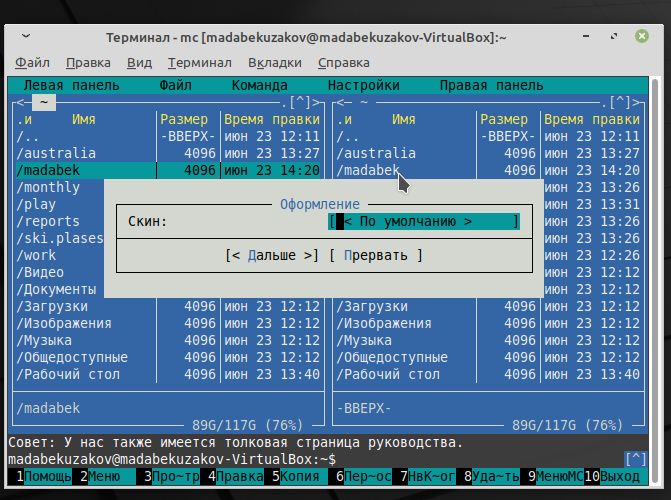 Терминал - mc [madabekuzakov@madabekuzakov-VirtualBox]:~
Файл Правка Вид Терминал Вкладки Справка
Левая панель Файл Команда Настройки Правая панель
<— ~ .[^]> <— ~ .[^]>
.и Имя Размер Время правки .и Имя Размер Время правки
/.. -ВВЕРХ- июн 23 12:11 /.. -ВВЕРХ- июн 23 12:11
/australia 4096 июн 23 13:27 /australia 4096 июн 23 13:27
/madabek 4096 июн 23 14:20 /madabek 4096 июн 23 14:20
/monthly июн 23 13:26
/play Оформление июн 23 13:31
/reports Скин: [ < По умолчанию > ] июн 23 13:26
/ski.plases июн 23 13:26
/work [< Дальше >] [ Прервать ] июн 23 13:26
/Видео июн 23 12:12
/Документы июн 23 12:12
/Загрузки 4096 июн 23 12:12 /Загрузки 4096 июн 23 12:12
/Изображения 4096 июн 23 12:12 /Изображения 4096 июн 23 12:12
/Музыка 4096 июн 23 12:12 /Музыка 4096 июн 23 12:12
/Общедоступные 4096 июн 23 12:12 /Общедоступные 4096 июн 23 12:12
/Рабочий стол 4096 июн 23 13:40 /Рабочий стол 4096 июн 23 13:40
/madabek -ВВЕРХ-
89G/117G (76%) 89G/117G (76%)
Совет: У нас также имеется толковая страница руководства.
madabekuzakov@madabekuzakov-VirtualBox:~$ [^]
1Помощь 2Меню 3Про~тр 4Правка 5Копия 6Пер~ос 7НвК~ог 8Уда~ть 9МенюМС 10Выход